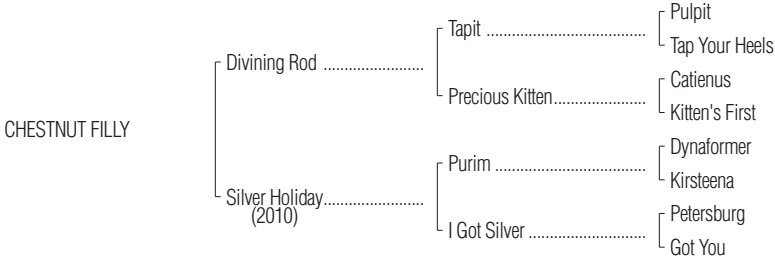 Pulpit
Tapit ....................................
Tap Your Heels
Divining Rod ........................
Catienus
Precious Kitten.......................
Kitten's First
CHESTNUT FILLY
Dynaformer
Purim ....................................
Kirsteena
Silver Holiday........................
(2010)
Petersburg
I Got Silver ............................
Got You